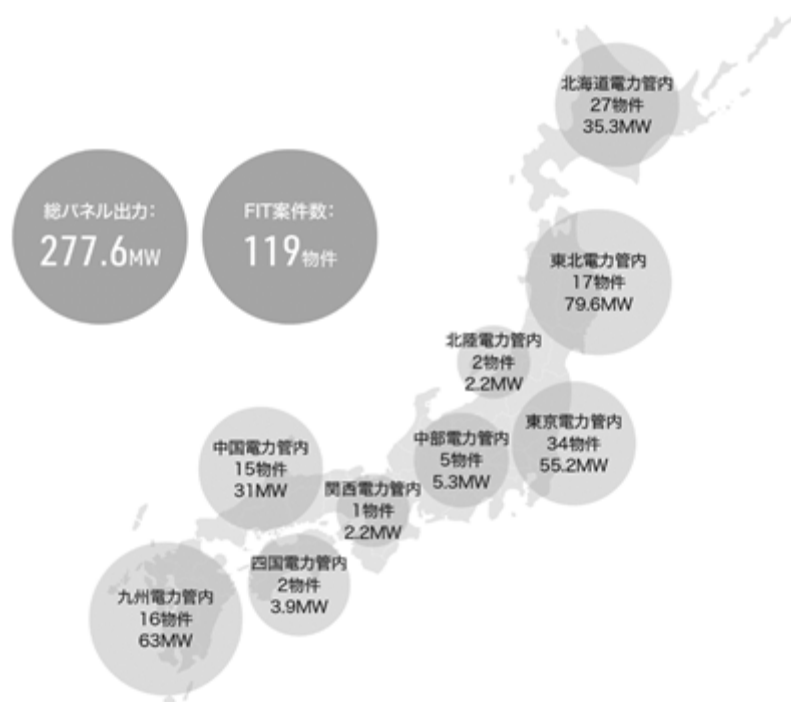 北海道電力管内
27物件
35.3MW
総パネル出力:
277.6MW
FIT案件数:
119物件
東北電力管内
17物件
79.6MW
北陸電力管内
2物件
2.2MW
東京電力管内
34物件
55.2MW
中部電力管内
5物件
5.3MW
中国電力管内
15物件
31MW
関西電力管内
1物件
2.2MW
四国電力管内
2物件
3.9MW
九州電力管内
16物件
63MW